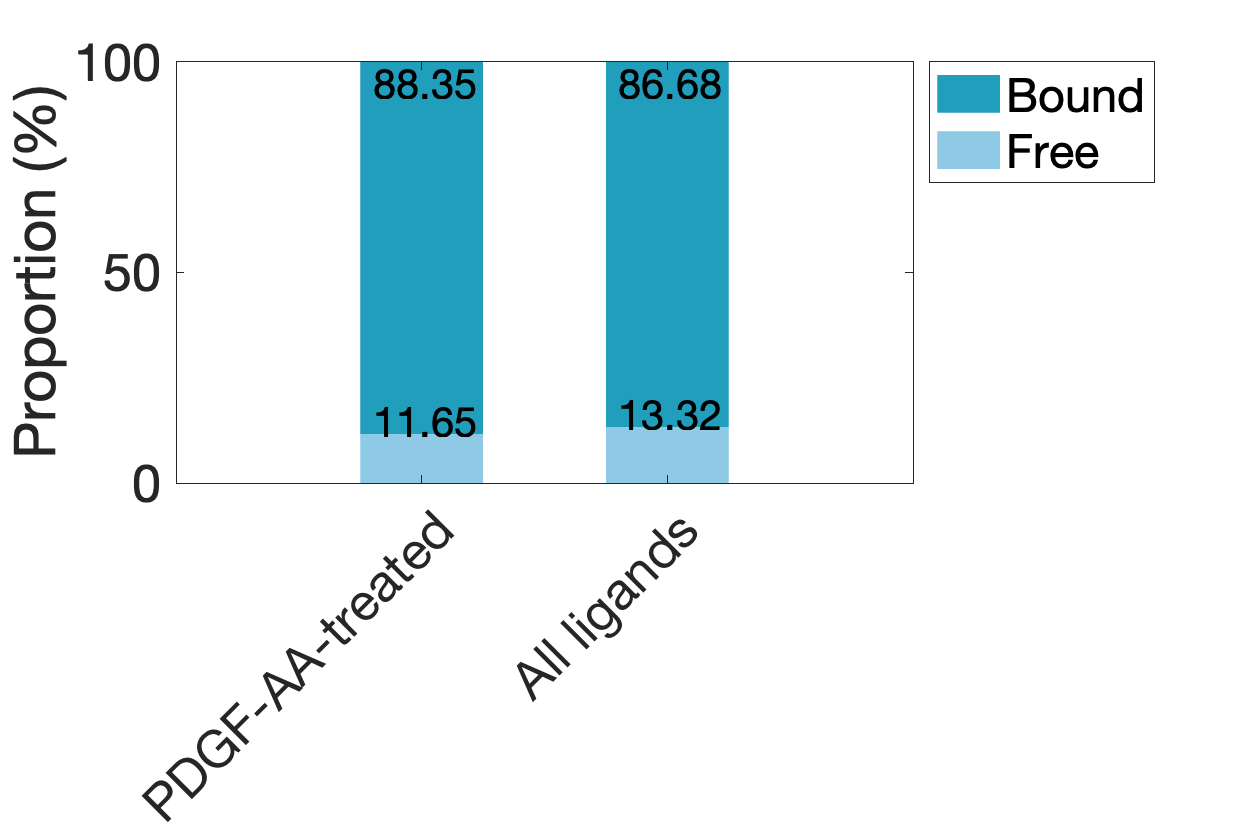 Proportion (%)
100
50
0
88.35
86.68
11.65
13.32
PDGF-AA-treated
All ligands
Bound
Free